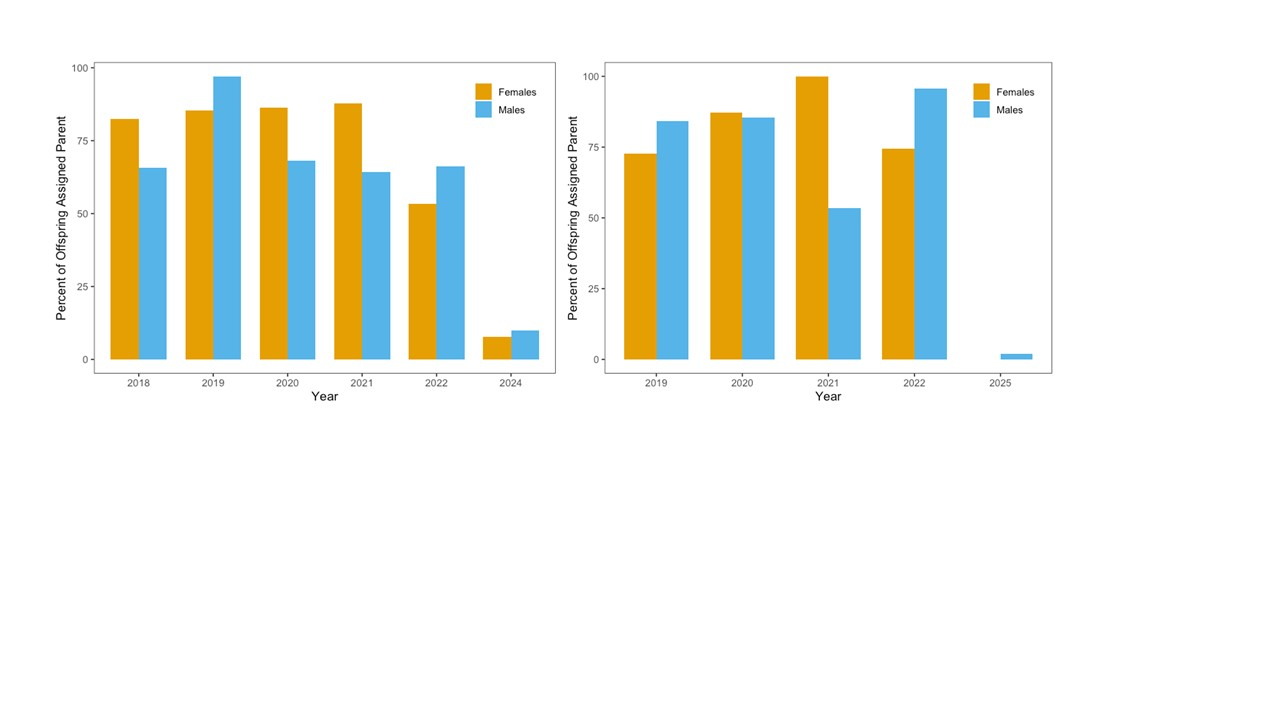 Percent of Offspring Assigned Parent
100
75
50
25
0
Females
Males
2018 2019 2020 2021 2022 2024
Year
Percent of Offspring Assigned Parent
100
75
50
25
0
Females
Males
2019 2020 2021 2022 2025
Year